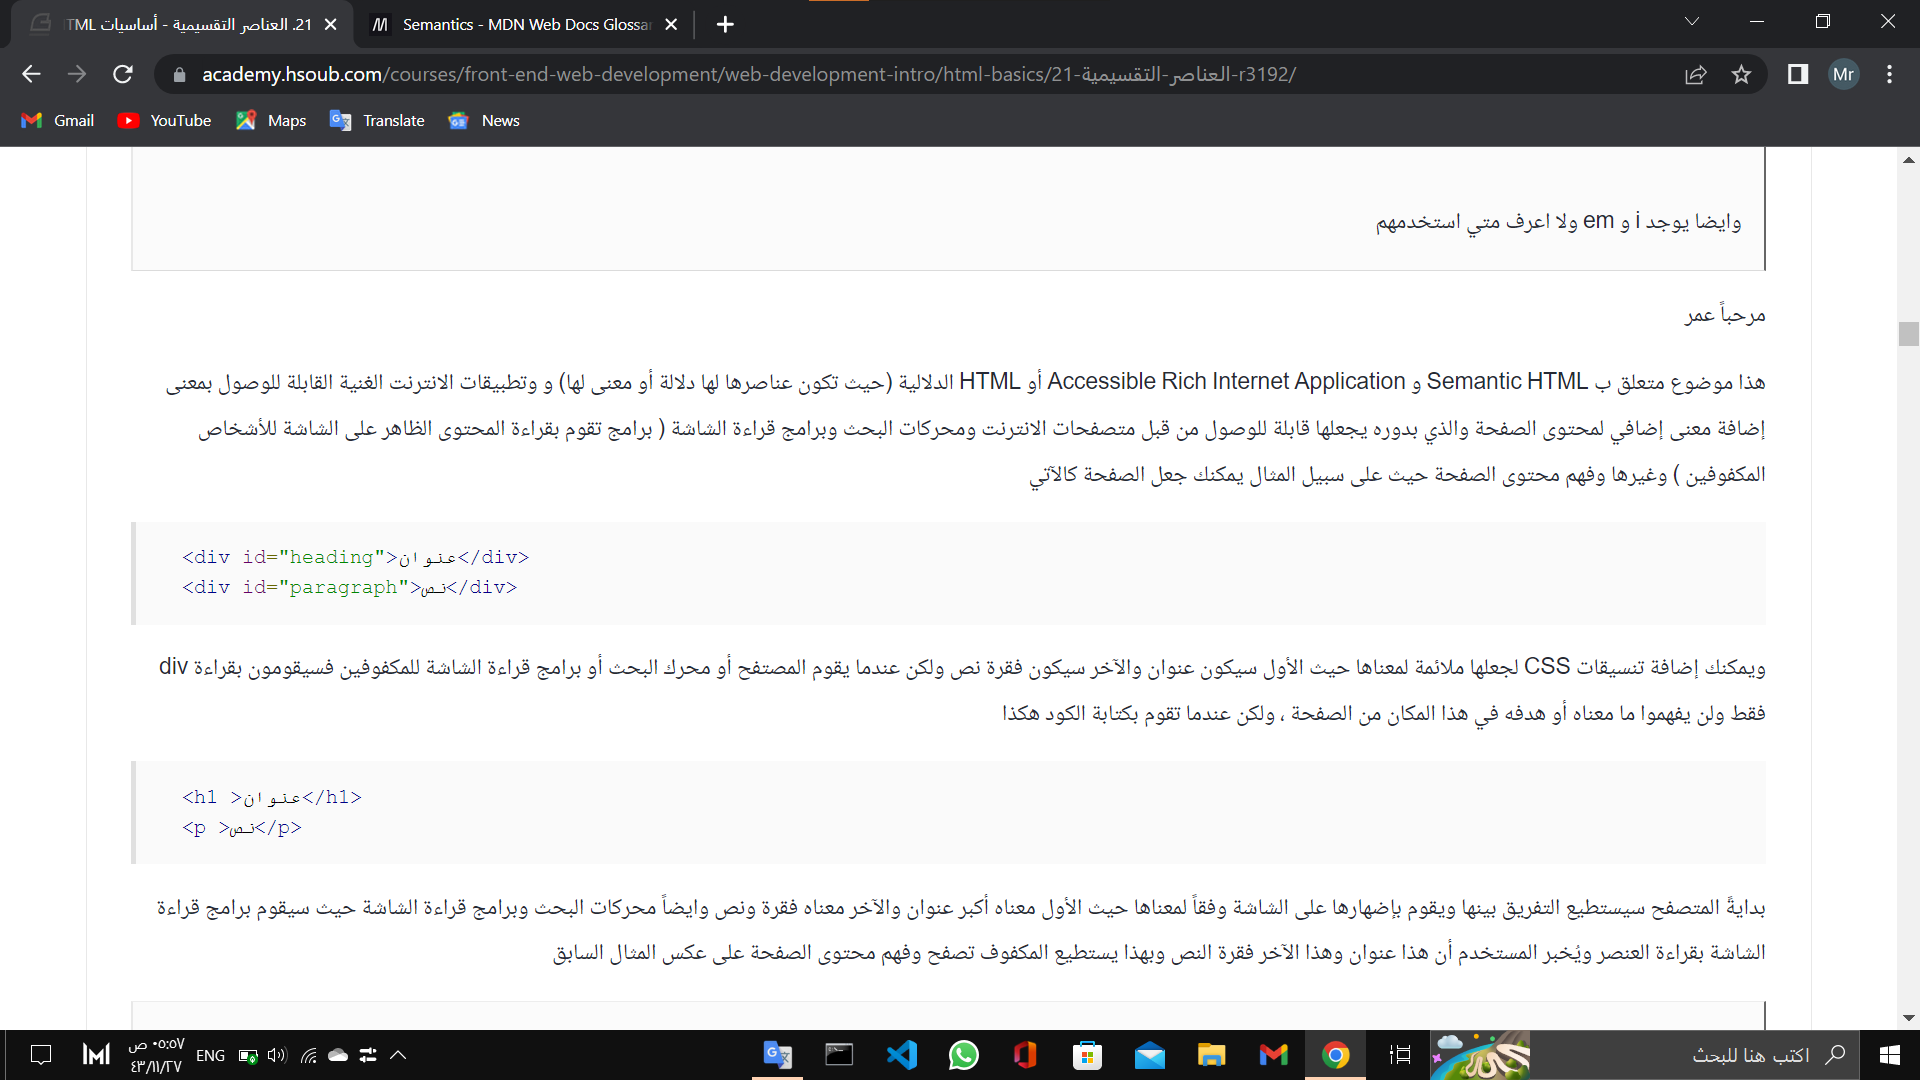 21. العناصر التقسيمية - أساسيات HTML
Semantics - MDN Web Docs Glossar
academy.hsoub.com/courses/front-end-web-development/web-development-intro/html-basics/21-العناصر-التقسيمية-r3192/
Mr
Gmail
YouTube
Maps
Translate
News
وايضا يوجد i و em ولا اعرف متي استخدمهم
مرحباً عمر
هذا موضوع متعلق ب Semantic HTML و Accessible Rich Internet Application أو HTML الدلالية (حيث تكون عناصرها لها دلالة أو معنى لها) و وتطبيقات الانترنت الغنية القابلة للوصول بمعنى
إضافة معنى إضافي لمحتوى الصفحة والذي بدوره يجعلها قابلة للوصول من قبل متصفحات الانترنت ومحركات البحث وبرامج قراءة الشاشة ( برامج تقوم بقراءة المحتوى الظاهر على الشاشة للأشخاص
المكفوفين ) وغيرها وفهم محتوى الصفحة حيث على سبيل المثال يمكنك جعل الصفحة كالآتي
<div id="heading">عنوان</div>
<div id="paragraph">نص</div>
ويمكنك إضافة تنسيقات CSS لجعلها ملائمة لمعناها حيث الأول سيكون عنوان والآخر سيكون فقرة نص ولكن عندما يقوم المصتفح أو محرك البحث أو برامج قراءة الشاشة للمكفوفين فسيقومون بقراءة div
فقط ولن يفهموا ما معناه أو هدفه في هذا المكان من الصفحة ، ولكن عندما تقوم بكتابة الكود هكذا
<h1 >عنوان</h1>
<p >نص</p>
بدايةً المتصفح سيستطيع التفريق بينها ويقوم بإضهارها على الشاشة وفقاً لمعناها حيث الأول معناه أكبر عنوان والآخر معناه فقرة ونص وايضاً محركات البحث وبرامج قراءة الشاشة حيث سيقوم برامج قراءة
الشاشة بقراءة العنصر ويُخبر المستخدم أن هذا عنوان وهذا الآخر فقرة النص وبهذا يستطيع المكفوف تصفح وفهم محتوى الصفحة على عكس المثال السابق
٠٥:٥٧ ص
٤٣/١١/٢٧
ENG
اكتب هنا للبحث